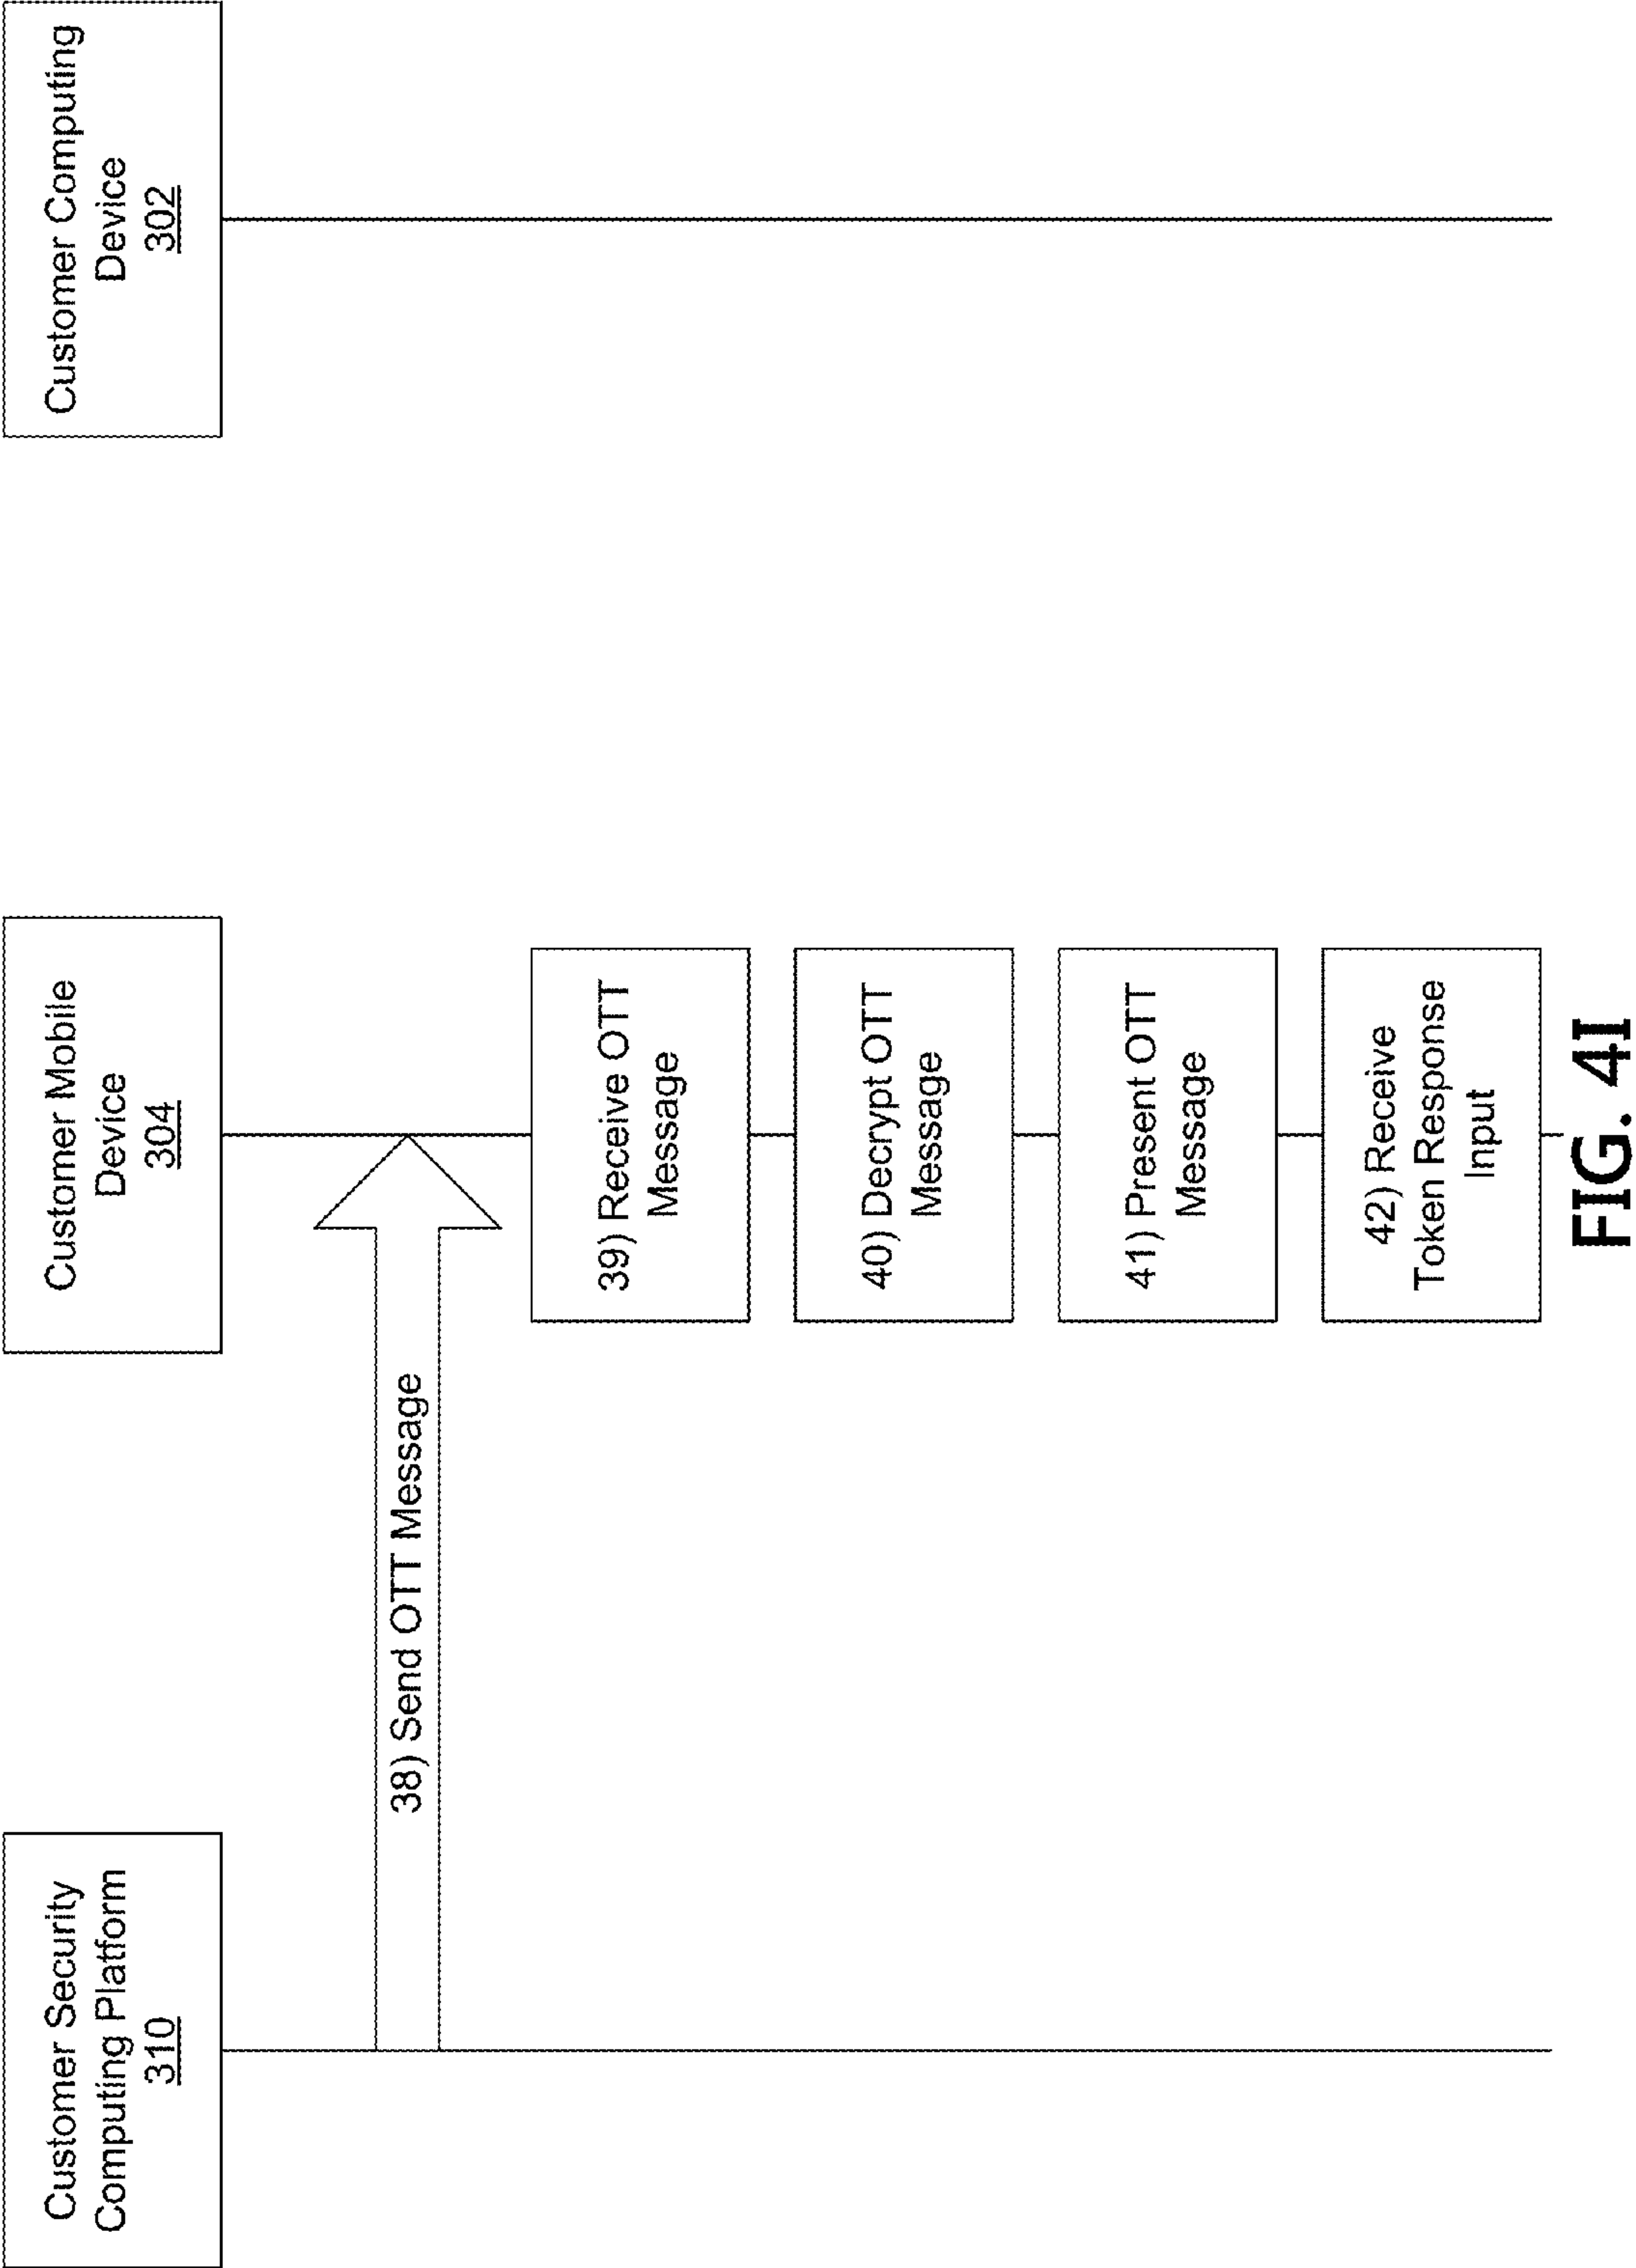 Customer Security
Computing Platform
310
Customer Mobile
Device
304
Customer Computing
Device
302
38) Send OTT Message
39) Receive OTT
Message
40) Decrypt OTT
Message
41) Present OTT
Message
42) Receive
Token Response
Input
FIG. 4I